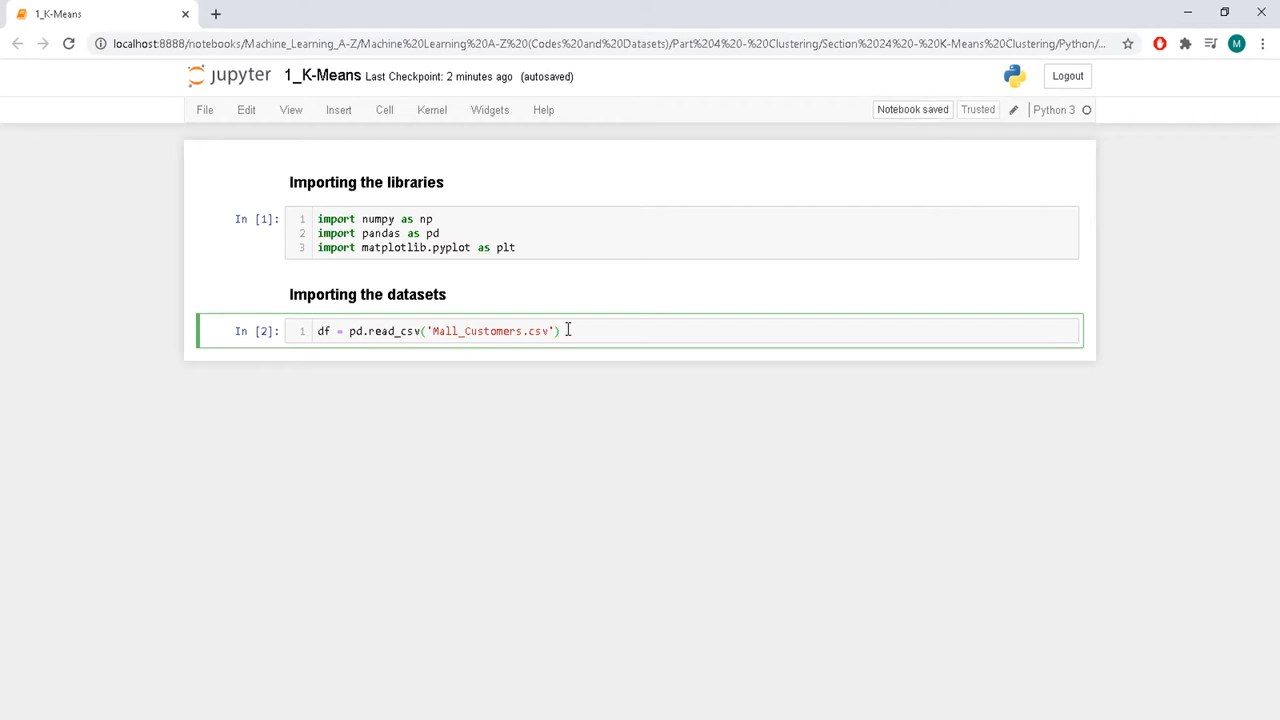 1_K-Means
localhost:8888/notebooks/Machine_Learning_A-Z/Machine%20Learning%20A-Z%20(Codes%20and%20Datasets)/Part%204%20-%20Clustering/Section%2024%20-%20K-Means%20Clustering/Python/...
M
jupyter 1_K-Means Last Checkpoint: 2 minutes ago (autosaved)
Logout
File Edit View Insert Cell Kernel Widgets Help Notebook saved Trusted Python 3
Importing the libraries
In [1]: 1 import numpy as np
2 import pandas as pd
3 import matplotlib.pyplot as plt
Importing the datasets
In [2]: 1 df = pd.read_csv('Mall_Customers.csv')